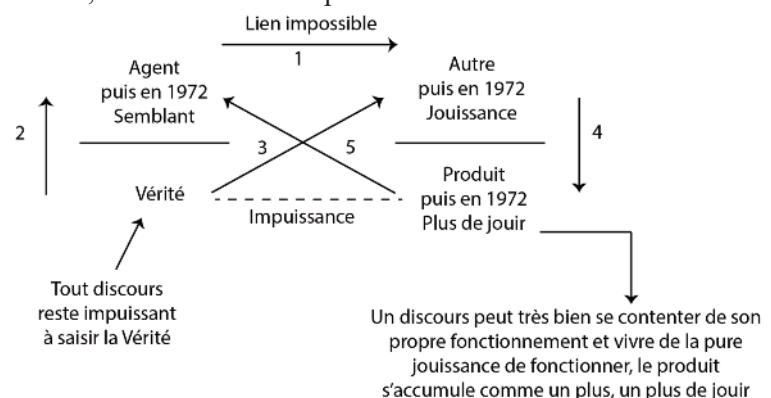 Lien impossible
1
Agent
puis en 1972
Semblant
Autre
puis en 1972
Jouissance
2
3
5
4
Vérité
Impuissance
Produit
puis en 1972
Plus de jouir
Tout discours
reste impuissant
à saisir la Vérité
Un discours peut très bien se contenter de son
propre fonctionnement et vivre de la pure
jouissance de fonctionner, le produit
s’accumule comme un plus, un plus de jouir